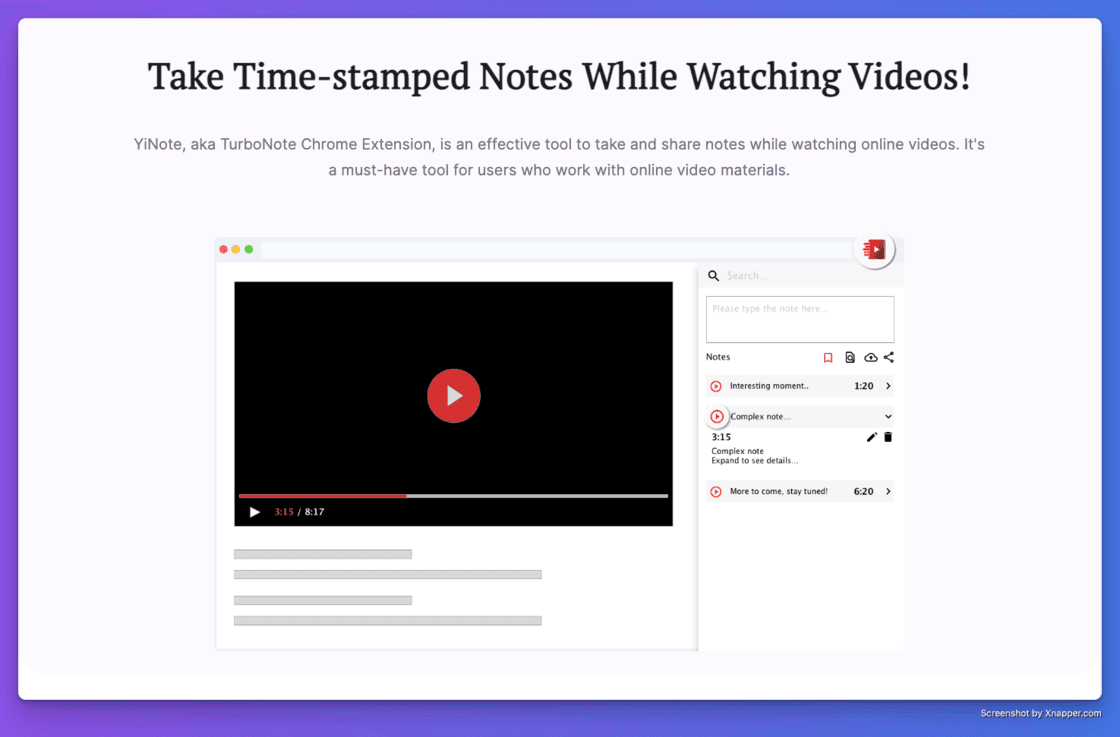 Take Time-stamped Notes While Watching Videos!
YiNote, aka TurboNote Chrome Extension, is an effective tool to take and share notes while watching online videos. It's
a must-have tool for users who work with online video materials.
Search...
Please type the note here...
Notes
Interesting moment.. 1:20
Complex note...
3:15
Complex note
Expand to see details...
More to come, stay tuned! 6:20
3:15 / 8:17
Screenshot by Xnapper.com